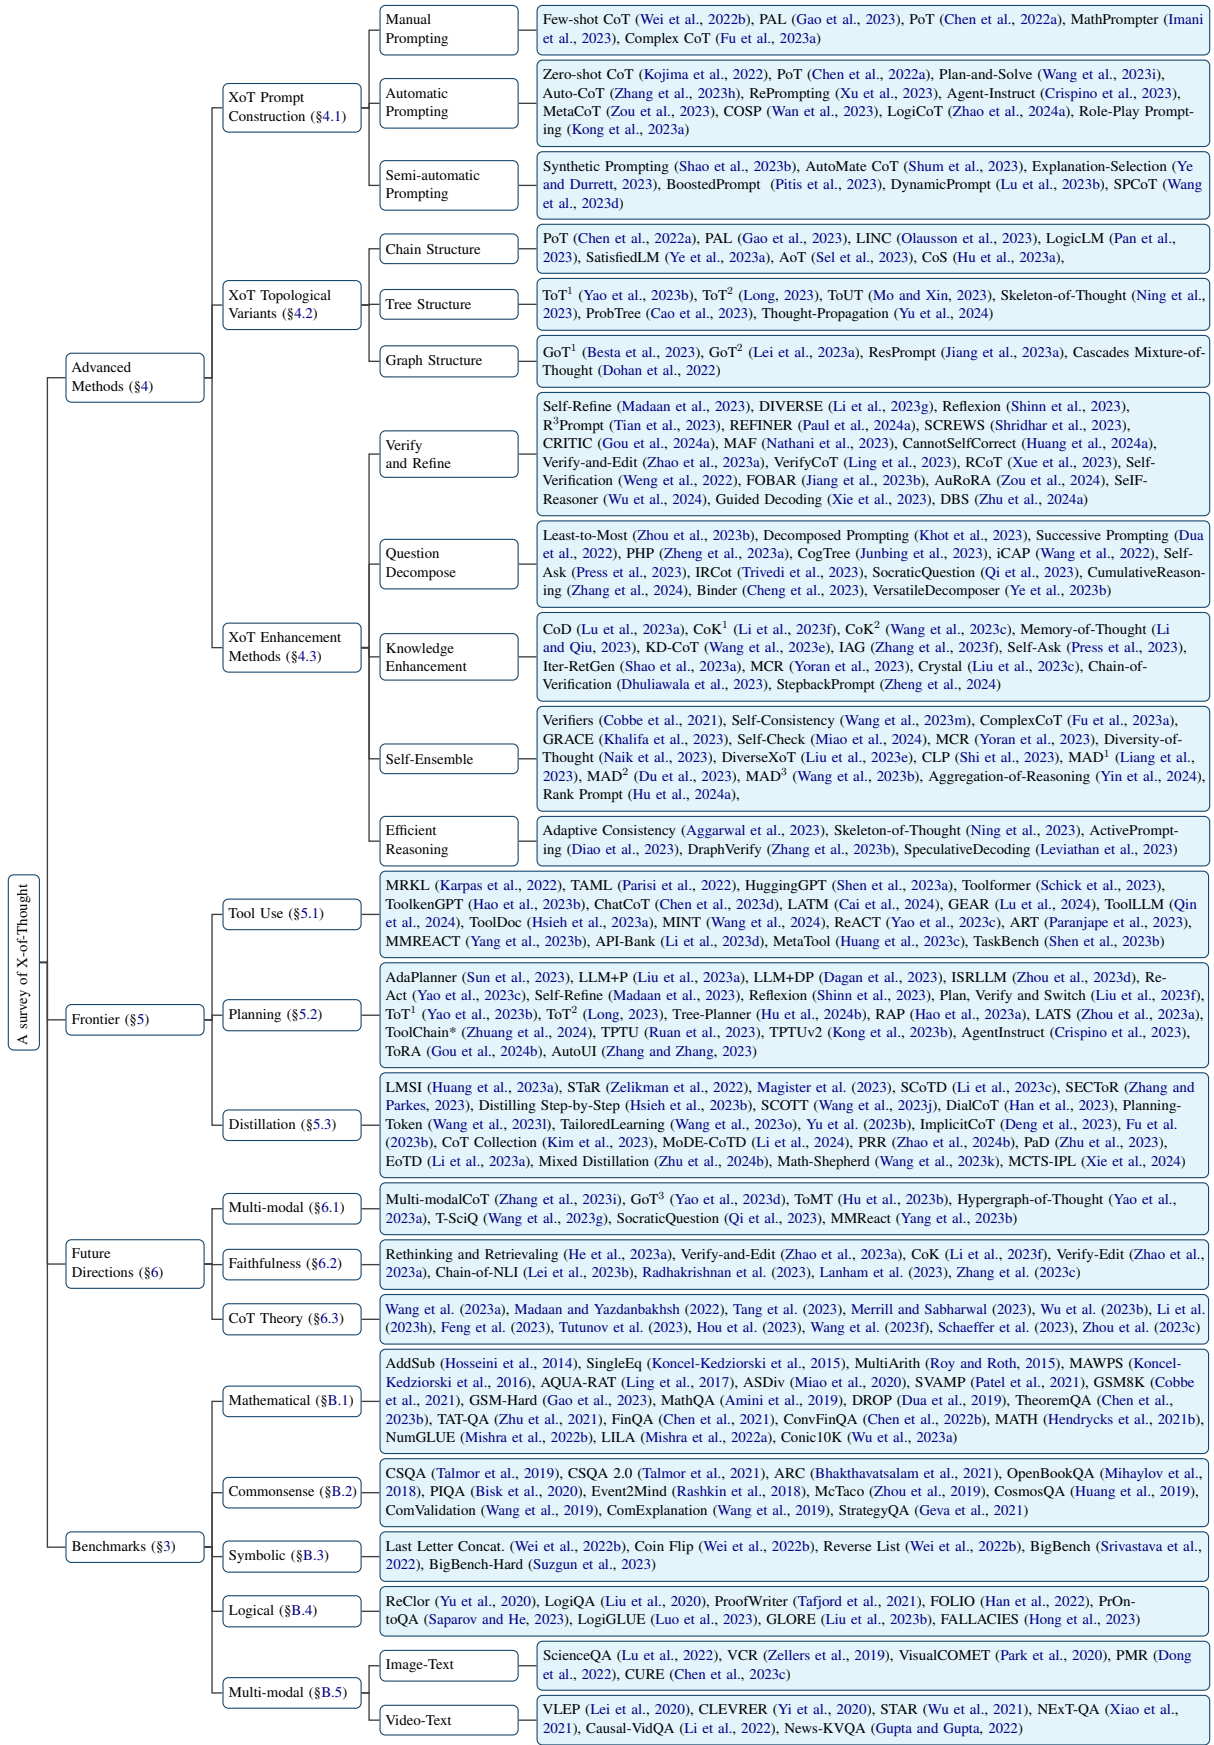 A survey of X-of-Thought
Advanced
Methods (§4)
XoT Prompt
Construction (§4.1)
Manual
Prompting
Few-shot CoT (Wei et al., 2022b), PAL (Gao et al., 2023), PoT (Chen et al., 2022a), MathPrompter (Imani
et al., 2023), Complex CoT (Fu et al., 2023a)
Automatic
Prompting
Zero-shot CoT (Kojima et al., 2022), PoT (Chen et al., 2022a), Plan-and-Solve (Wang et al., 2023i),
Auto-CoT (Zhang et al., 2023h), RePrompting (Xu et al., 2023), Agent-Instruct (Crispino et al., 2023),
MetaCoT (Zou et al., 2023), COSP (Wan et al., 2023), LogiCoT (Zhao et al., 2024a), Role-Play Prompt-
ing (Kong et al., 2023a)
Semi-automatic
Prompting
Synthetic Prompting (Shao et al., 2023b), AutoMate CoT (Shum et al., 2023), Explanation-Selection (Ye
and Durrett, 2023), BoostedPrompt (Pitis et al., 2023), DynamicPrompt (Lu et al., 2023b), SPCoT (Wang
et al., 2023d)
XoT Topological
Variants (§4.2)
Chain Structure
PoT (Chen et al., 2022a), PAL (Gao et al., 2023), LINC (Olausson et al., 2023), LogicLM (Pan et al.,
2023), SatisfiedLM (Ye et al., 2023a), AoT (Sel et al., 2023), CoS (Hu et al., 2023a),
Tree Structure
ToT¹ (Yao et al., 2023b), ToT² (Long, 2023), ToUT (Mo and Xin, 2023), Skeleton-of-Thought (Ning et al.,
2023), ProbTree (Cao et al., 2023), Thought-Propagation (Yu et al., 2024)
Graph Structure
GoT¹ (Besta et al., 2023), GoT² (Lei et al., 2023a), ResPrompt (Jiang et al., 2023a), Cascades Mixture-of-
Thought (Dohan et al., 2022)
XoT Enhancement
Methods (§4.3)
Verify
and Refine
Self-Refine (Madaan et al., 2023), DIVERSE (Li et al., 2023g), Reflexion (Shinn et al., 2023),
R³Prompt (Tian et al., 2023), REFINER (Paul et al., 2024a), SCREWS (Shridhar et al., 2023),
CRITIC (Gou et al., 2024a), MAF (Nathani et al., 2023), CannotSelfCorrect (Huang et al., 2024a),
Verify-and-Edit (Zhao et al., 2023a), VerifyCoT (Ling et al., 2023), RCoT (Xue et al., 2023), Self-
Verification (Weng et al., 2022), FOBAR (Jiang et al., 2023b), AuRoRA (Zou et al., 2024), SeIF-
Reasoner (Wu et al., 2024), Guided Decoding (Xie et al., 2023), DBS (Zhu et al., 2024a)
Question
Decompose
Least-to-Most (Zhou et al., 2023b), Decomposed Prompting (Khot et al., 2023), Successive Prompting (Dua
et al., 2022), PHP (Zheng et al., 2023a), CogTree (Junbing et al., 2023), iCAP (Wang et al., 2022), Self-
Ask (Press et al., 2023), IRCot (Trivedi et al., 2023), SocraticQuestion (Qi et al., 2023), CumulativeReason-
ing (Zhang et al., 2024), Binder (Cheng et al., 2023), VersatileDecomposer (Ye et al., 2023b)
Knowledge
Enhancement
CoD (Lu et al., 2023a), CoK¹ (Li et al., 2023f), CoK² (Wang et al., 2023c), Memory-of-Thought (Li
and Qiu, 2023), KD-CoT (Wang et al., 2023e), IAG (Zhang et al., 2023f), Self-Ask (Press et al., 2023),
Iter-RetGen (Shao et al., 2023a), MCR (Yoran et al., 2023), Crystal (Liu et al., 2023c), Chain-of-
Verification (Dhuliawala et al., 2023), StepbackPrompt (Zheng et al., 2024)
Self-Ensemble
Verifiers (Cobbe et al., 2021), Self-Consistency (Wang et al., 2023m), ComplexCoT (Fu et al., 2023a),
GRACE (Khalifa et al., 2023), Self-Check (Miao et al., 2024), MCR (Yoran et al., 2023), Diversity-of-
Thought (Naik et al., 2023), DiverseXoT (Liu et al., 2023e), CLP (Shi et al., 2023), MAD¹ (Liang et al.,
2023), MAD² (Du et al., 2023), MAD³ (Wang et al., 2023b), Aggregation-of-Reasoning (Yin et al., 2024),
Rank Prompt (Hu et al., 2024a),
Efficient
Reasoning
Adaptive Consistency (Aggarwal et al., 2023), Skeleton-of-Thought (Ning et al., 2023), ActivePrompt-
ing (Diao et al., 2023), DraphVerify (Zhang et al., 2023b), SpeculativeDecoding (Leviathan et al., 2023)
Frontier (§5)
Tool Use (§5.1)
MRKL (Karpas et al., 2022), TAML (Parisi et al., 2022), HuggingGPT (Shen et al., 2023a), Toolformer (Schick et al., 2023),
ToolkenGPT (Hao et al., 2023b), ChatCoT (Chen et al., 2023d), LATM (Cai et al., 2024), GEAR (Lu et al., 2024), ToolLLM (Qin
et al., 2024), ToolDoc (Hsieh et al., 2023a), MINT (Wang et al., 2024), ReACT (Yao et al., 2023c), ART (Paranjape et al., 2023),
MMREACT (Yang et al., 2023b), API-Bank (Li et al., 2023d), MetaTool (Huang et al., 2023c), TaskBench (Shen et al., 2023b)
Planning (§5.2)
AdaPlanner (Sun et al., 2023), LLM+P (Liu et al., 2023a), LLM+DP (Dagan et al., 2023), ISRLLM (Zhou et al., 2023d), Re-
Act (Yao et al., 2023c), Self-Refine (Madaan et al., 2023), Reflexion (Shinn et al., 2023), Plan, Verify and Switch (Liu et al., 2023f),
ToT¹ (Yao et al., 2023b), ToT² (Long, 2023), Tree-Planner (Hu et al., 2024b), RAP (Hao et al., 2023a), LATS (Zhou et al., 2023a),
ToolChain* (Zhuang et al., 2024), TPTU (Ruan et al., 2023), TPTUv2 (Kong et al., 2023b), AgentInstruct (Crispino et al., 2023),
ToRA (Gou et al., 2024b), AutoUI (Zhang and Zhang, 2023)
Distillation (§5.3)
LMSI (Huang et al., 2023a), STaR (Zelikman et al., 2022), Magister et al. (2023), SCoTD (Li et al., 2023c), SECToR (Zhang and
Parkes, 2023), Distilling Step-by-Step (Hsieh et al., 2023b), SCOTT (Wang et al., 2023j), DialCoT (Han et al., 2023), Planning-
Token (Wang et al., 2023l), TailoredLearning (Wang et al., 2023o), Yu et al. (2023b), ImplicitCoT (Deng et al., 2023), Fu et al.
(2023b), CoT Collection (Kim et al., 2023), MoDE-CoTD (Li et al., 2024), PRR (Zhao et al., 2024b), PaD (Zhu et al., 2023),
EoTD (Li et al., 2023a), Mixed Distillation (Zhu et al., 2024b), Math-Shepherd (Wang et al., 2023k), MCTS-IPL (Xie et al., 2024)
Future
Directions (§6)
Multi-modal (§6.1)
Multi-modalCoT (Zhang et al., 2023i), GoT³ (Yao et al., 2023d), ToMT (Hu et al., 2023b), Hypergraph-of-Thought (Yao et al.,
2023a), T-SciQ (Wang et al., 2023g), SocraticQuestion (Qi et al., 2023), MMReact (Yang et al., 2023b)
Faithfulness (§6.2)
Rethinking and Retrievaling (He et al., 2023a), Verify-and-Edit (Zhao et al., 2023a), CoK (Li et al., 2023f), Verify-Edit (Zhao et al.,
2023a), Chain-of-NLI (Lei et al., 2023b), Radhakrishnan et al. (2023), Lanham et al. (2023), Zhang et al. (2023c)
CoT Theory (§6.3)
Wang et al. (2023a), Madaan and Yazdanbakhsh (2022), Tang et al. (2023), Merrill and Sabharwal (2023), Wu et al. (2023b), Li et al.
(2023h), Feng et al. (2023), Tutunov et al. (2023), Hou et al. (2023), Wang et al. (2023f), Schaeffer et al. (2023), Zhou et al. (2023c)
Benchmarks (§3)
Mathematical (§B.1)
AddSub (Hosseini et al., 2014), SingleEq (Koncel-Kedziorski et al., 2015), MultiArith (Roy and Roth, 2015), MAWPS (Koncel-
Kedziorski et al., 2016), AQUA-RAT (Ling et al., 2017), ASDiv (Miao et al., 2020), SVAMP (Patel et al., 2021), GSM8K (Cobbe
et al., 2021), GSM-Hard (Gao et al., 2023), MathQA (Amini et al., 2019), DROP (Dua et al., 2019), TheoremQA (Chen et al.,
2023b), TAT-QA (Zhu et al., 2021), FinQA (Chen et al., 2021), ConvFinQA (Chen et al., 2022b), MATH (Hendrycks et al., 2021b),
NumGLUE (Mishra et al., 2022b), LILA (Mishra et al., 2022a), Conic10K (Wu et al., 2023a)
Commonsense (§B.2)
CSQA (Talmor et al., 2019), CSQA 2.0 (Talmor et al., 2021), ARC (Bhakthavatsalam et al., 2021), OpenBookQA (Mihaylov et al.,
2018), PIQA (Bisk et al., 2020), Event2Mind (Rashkin et al., 2018), McTaco (Zhou et al., 2019), CosmosQA (Huang et al., 2019),
ComValidation (Wang et al., 2019), ComExplanation (Wang et al., 2019), StrategyQA (Geva et al., 2021)
Symbolic (§B.3)
Last Letter Concat. (Wei et al., 2022b), Coin Flip (Wei et al., 2022b), Reverse List (Wei et al., 2022b), BigBench (Srivastava et al.,
2022), BigBench-Hard (Suzgun et al., 2023)
Logical (§B.4)
ReClor (Yu et al., 2020), LogiQA (Liu et al., 2020), ProofWriter (Tafjord et al., 2021), FOLIO (Han et al., 2022), PrOn-
toQA (Saparov and He, 2023), LogiGLUE (Luo et al., 2023), GLORE (Liu et al., 2023b), FALLACIES (Hong et al., 2023)
Multi-modal (§B.5)
Image-Text
ScienceQA (Lu et al., 2022), VCR (Zellers et al., 2019), VisualCOMET (Park et al., 2020), PMR (Dong
et al., 2022), CURE (Chen et al., 2023c)
Video-Text
VLEP (Lei et al., 2020), CLEVRER (Yi et al., 2020), STAR (Wu et al., 2021), NExT-QA (Xiao et al.,
2021), Causal-VidQA (Li et al., 2022), News-KVQA (Gupta and Gupta, 2022)